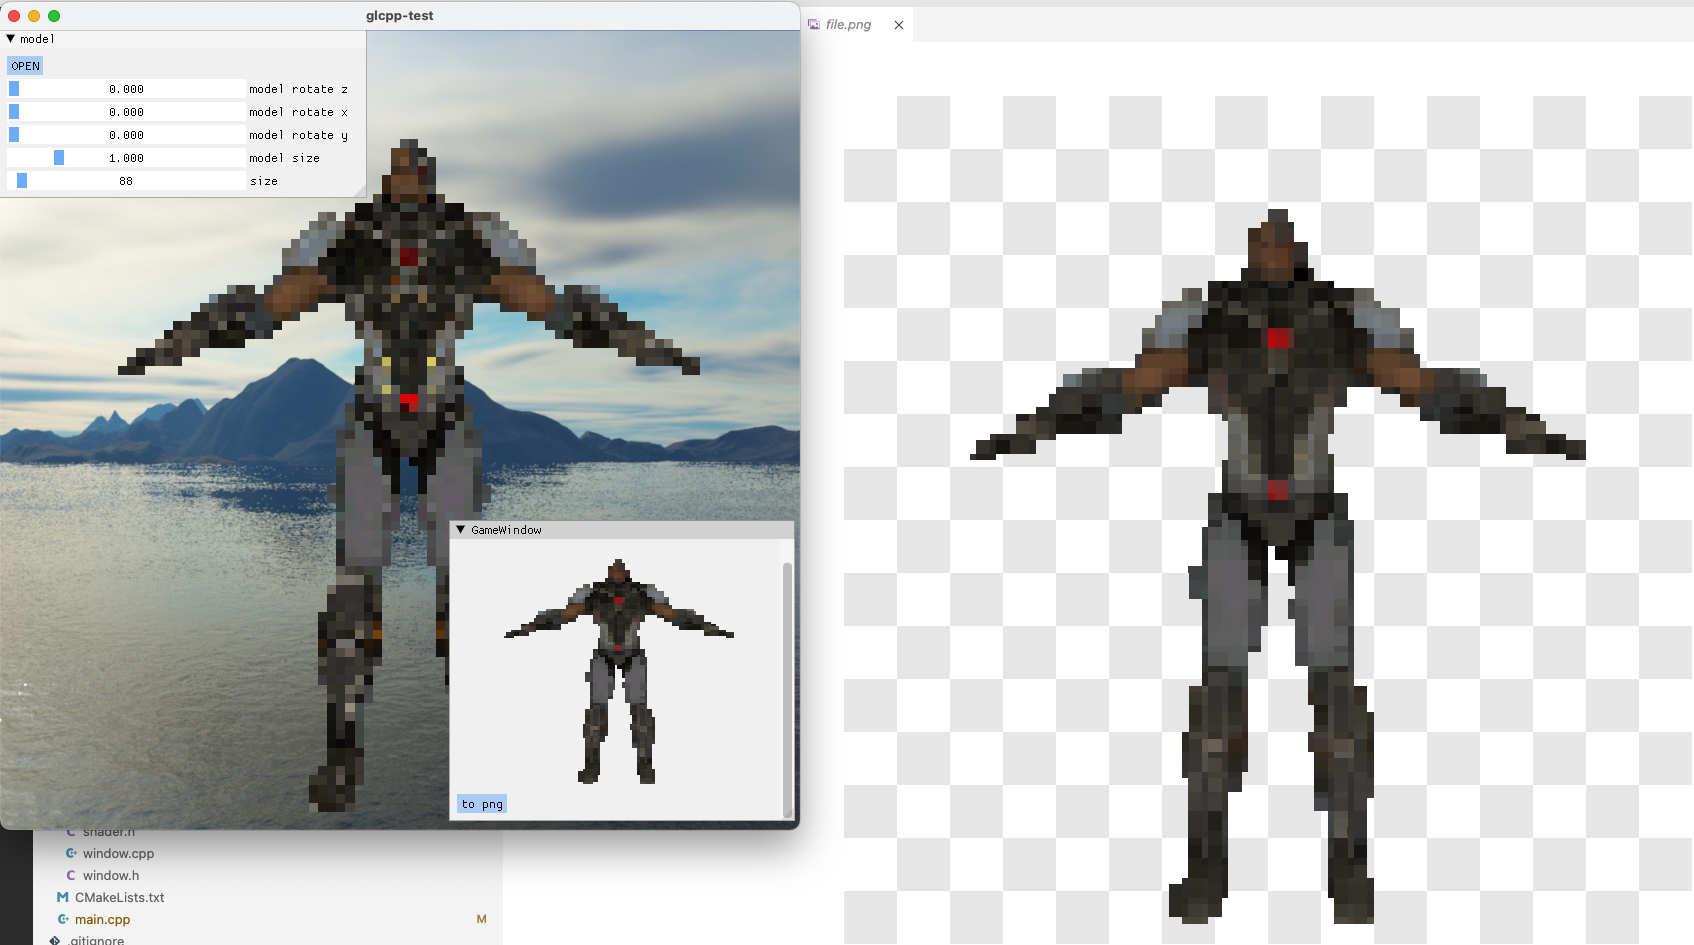 glcpp-test
file.png
model
OPEN
0.000 model rotate z
0.000 model rotate x
0.000 model rotate y
1.000 model size
88 size
GameWindow
to png
shader.h
window.cpp
window.h
CMakeLists.txt
main.cpp M
.gitignore